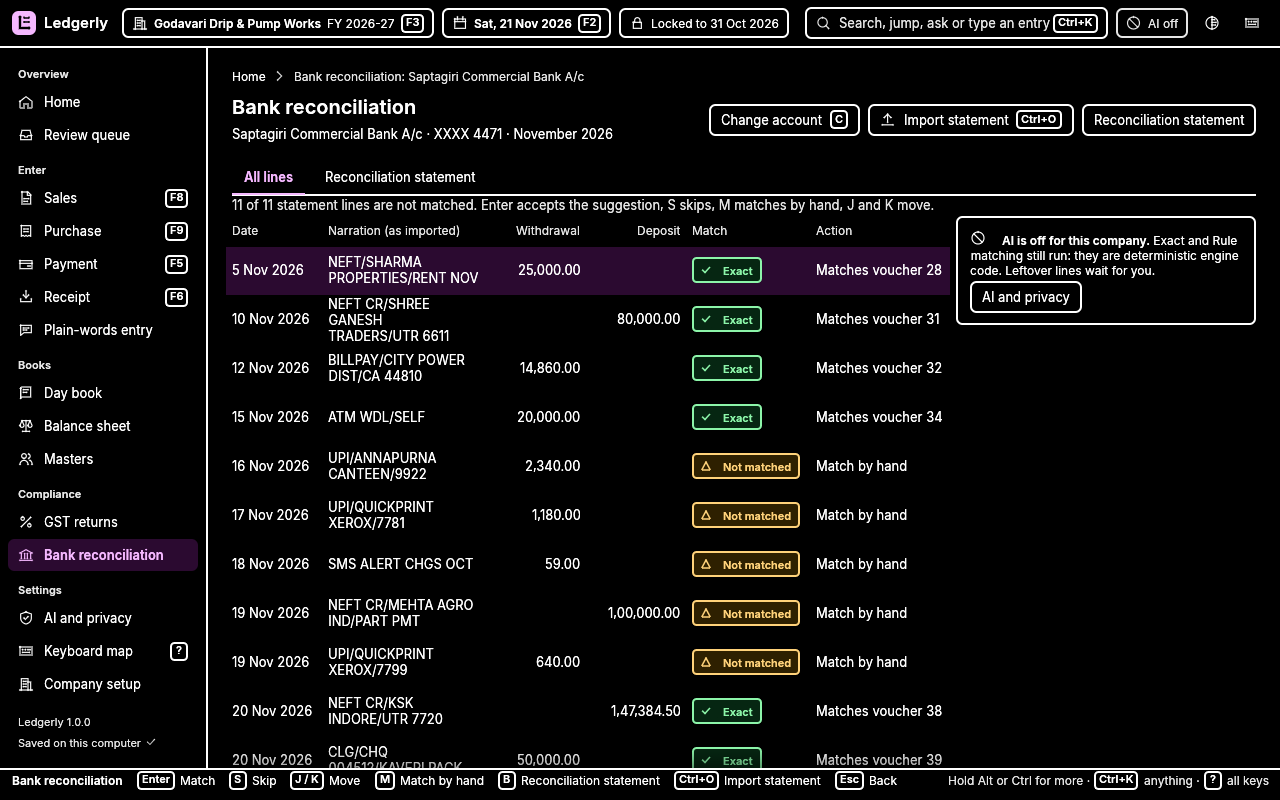 Ledgerly
Godavari Drip & Pump Works FY 2026-27 F3
Sat, 21 Nov 2026 F2
Locked to 31 Oct 2026
Search, jump, ask or type an entry Ctrl+K
AI off
Overview
Home
Review queue
Enter
Sales F8
Purchase F9
Payment F5
Receipt F6
Plain-words entry
Books
Day book
Balance sheet
Masters
Compliance
GST returns
Bank reconciliation
Settings
AI and privacy
Keyboard map ?
Company setup
Ledgerly 1.0.0
Saved on this computer
Home Bank reconciliation: Saptagiri Commercial Bank A/c
Bank reconciliation
Saptagiri Commercial Bank A/c · XXXX 4471 · November 2026
Change account C
Import statement Ctrl+O
Reconciliation statement
All lines Reconciliation statement
11 of 11 statement lines are not matched. Enter accepts the suggestion, S skips, M matches by hand, J and K move.
Date Narration (as imported) Withdrawal Deposit Match Action
5 Nov 2026 NEFT/SHARMA PROPERTIES/RENT NOV 25,000.00 Exact Matches voucher 28
10 Nov 2026 NEFT CR/SHREE GANESH TRADERS/UTR 6611 80,000.00 Exact Matches voucher 31
12 Nov 2026 BILLPAY/CITY POWER DIST/CA 44810 14,860.00 Exact Matches voucher 32
15 Nov 2026 ATM WDL/SELF 20,000.00 Exact Matches voucher 34
16 Nov 2026 UPI/ANNAPURNA CANTEEN/9922 2,340.00 Not matched Match by hand
17 Nov 2026 UPI/QUICKPRINT XEROX/7781 1,180.00 Not matched Match by hand
18 Nov 2026 SMS ALERT CHGS OCT 59.00 Not matched Match by hand
19 Nov 2026 NEFT CR/MEHTA AGRO IND/PART PMT 1,00,000.00 Not matched Match by hand
19 Nov 2026 UPI/QUICKPRINT XEROX/7799 640.00 Not matched Match by hand
20 Nov 2026 NEFT CR/KSK INDORE/UTR 7720 1,47,384.50 Exact Matches voucher 38
20 Nov 2026 CLG/CHQ 50,000.00 Exact Matches voucher 39
AI is off for this company. Exact and Rule
matching still run: they are deterministic engine
code. Leftover lines wait for you.
AI and privacy
Bank reconciliation Enter Match S Skip J / K Move M Match by hand B Reconciliation statement Ctrl+O Import statement Esc Back Hold Alt or Ctrl for more · Ctrl+K anything · ? all keys